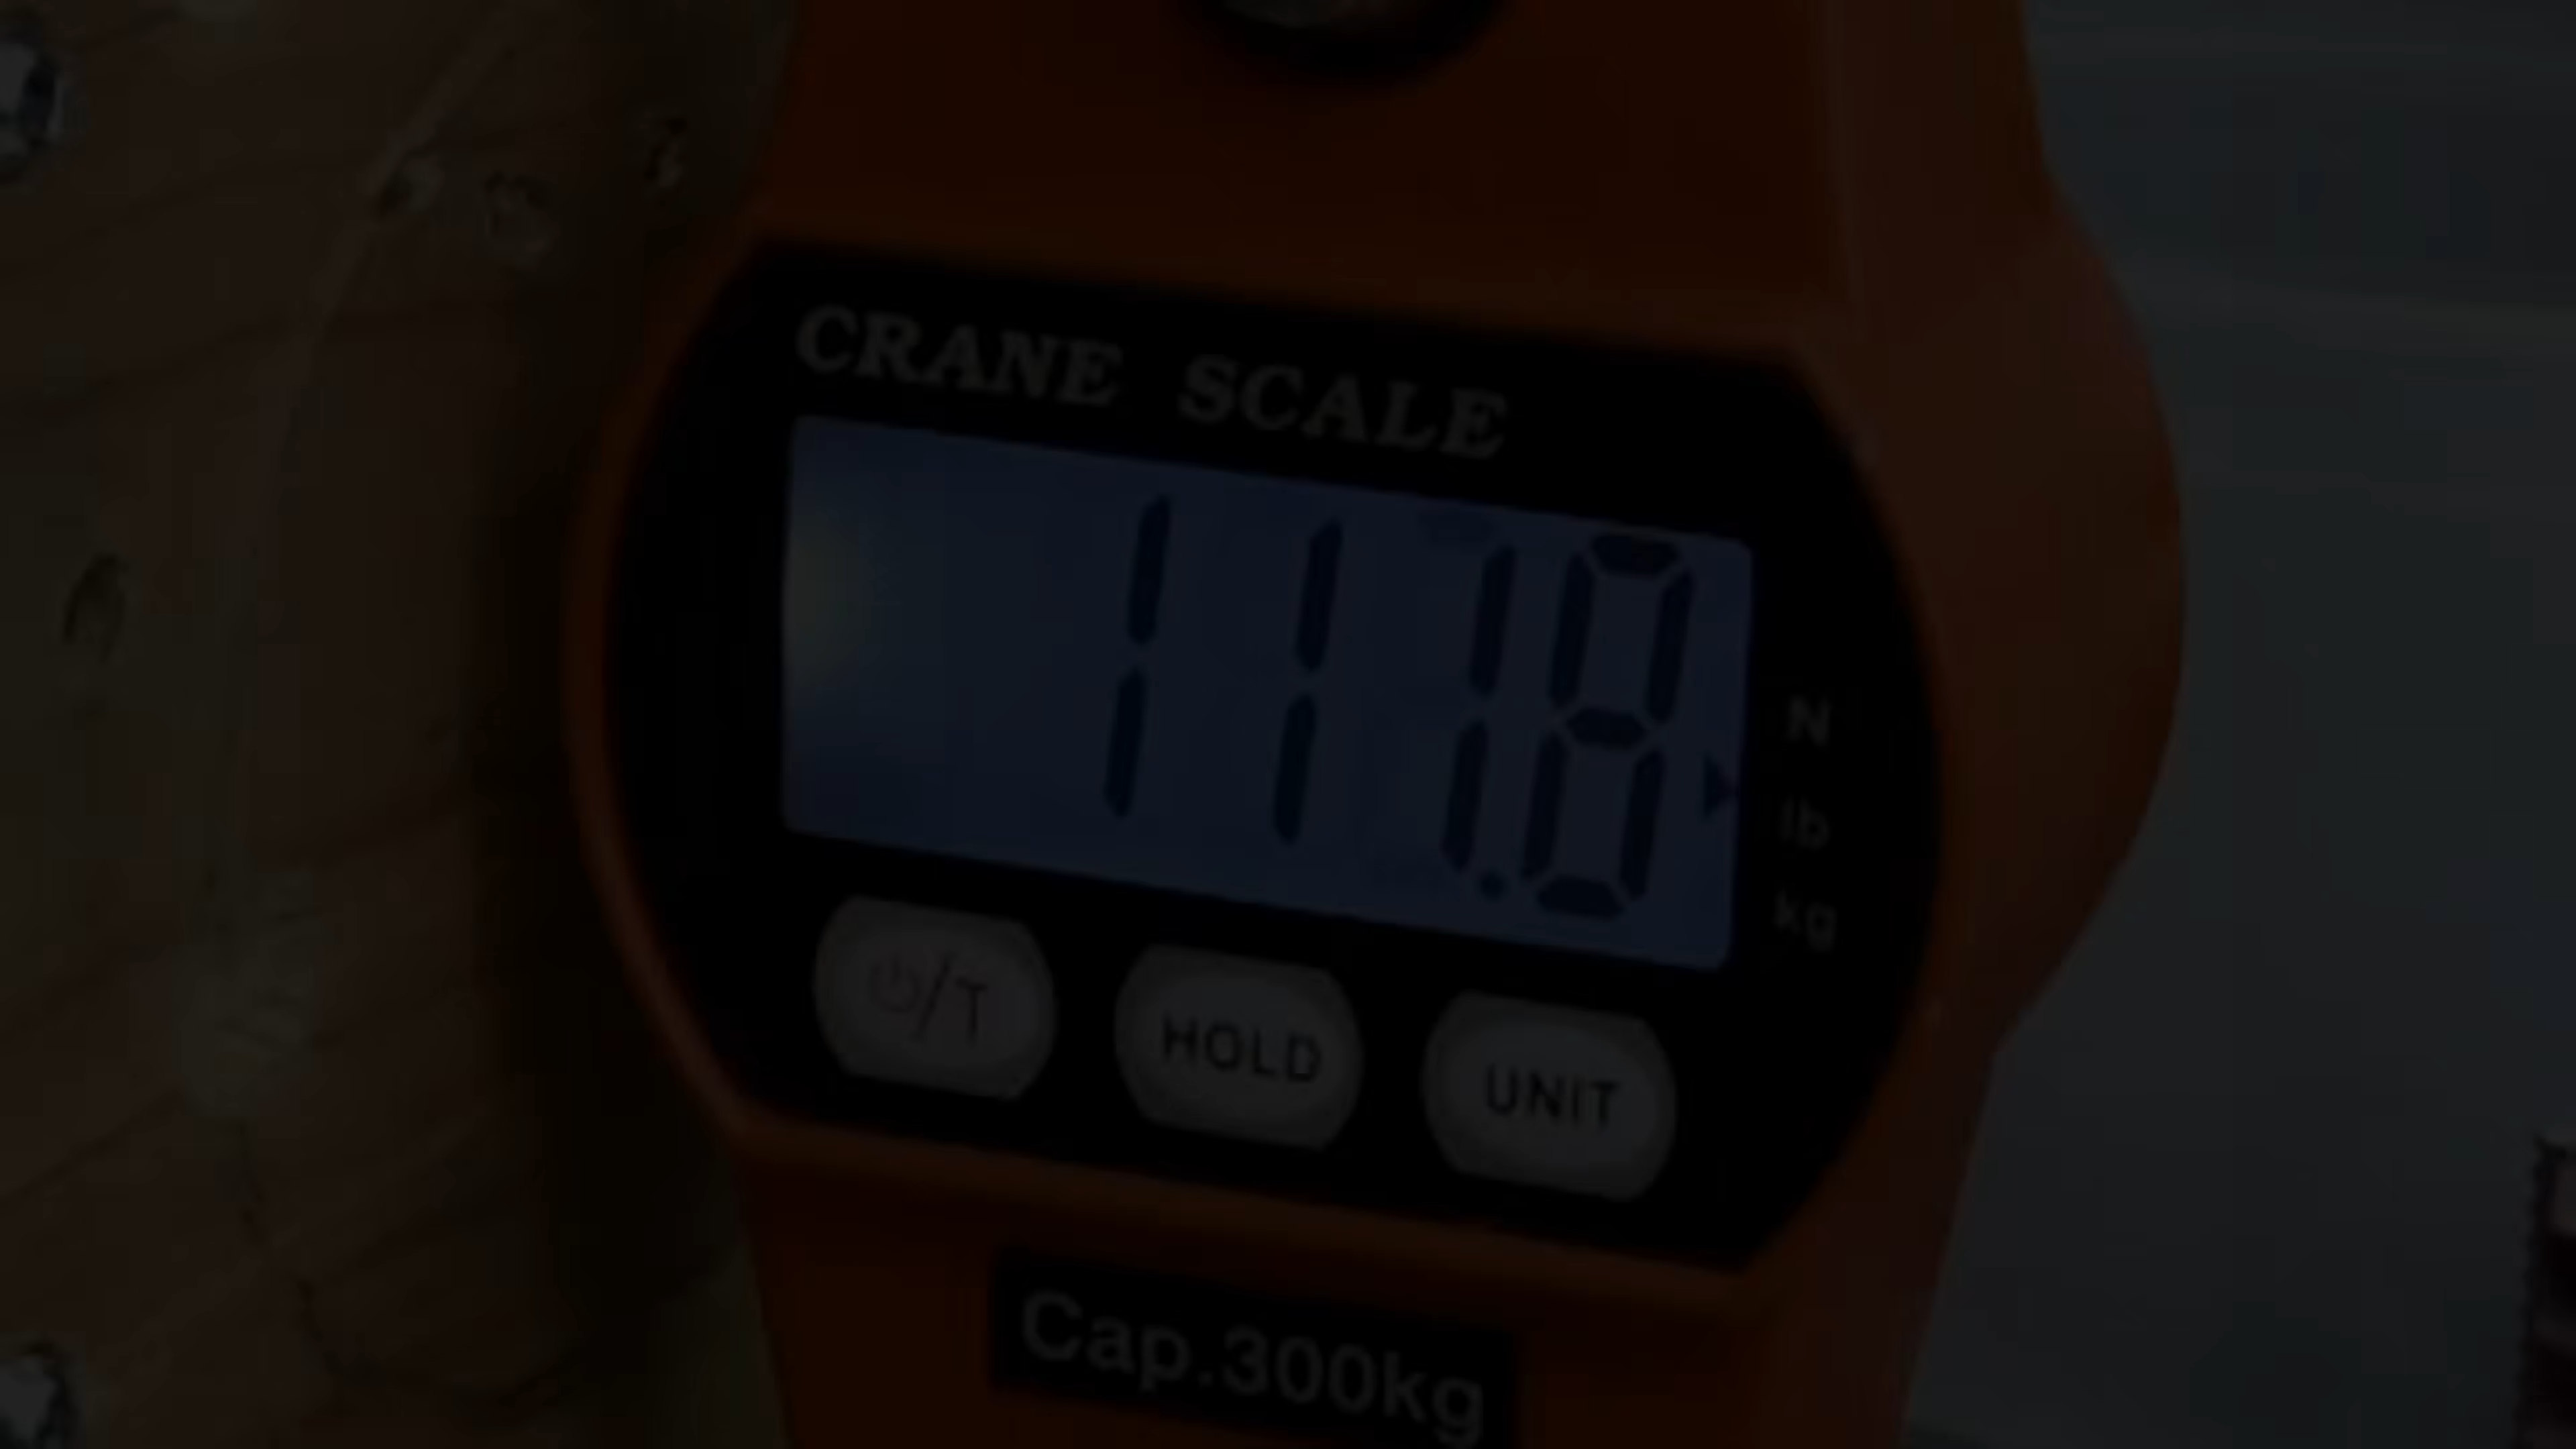 CRANE SCALE
111.8
N
lb
kg
⏻/T
HOLD
UNIT
Cap.300kg